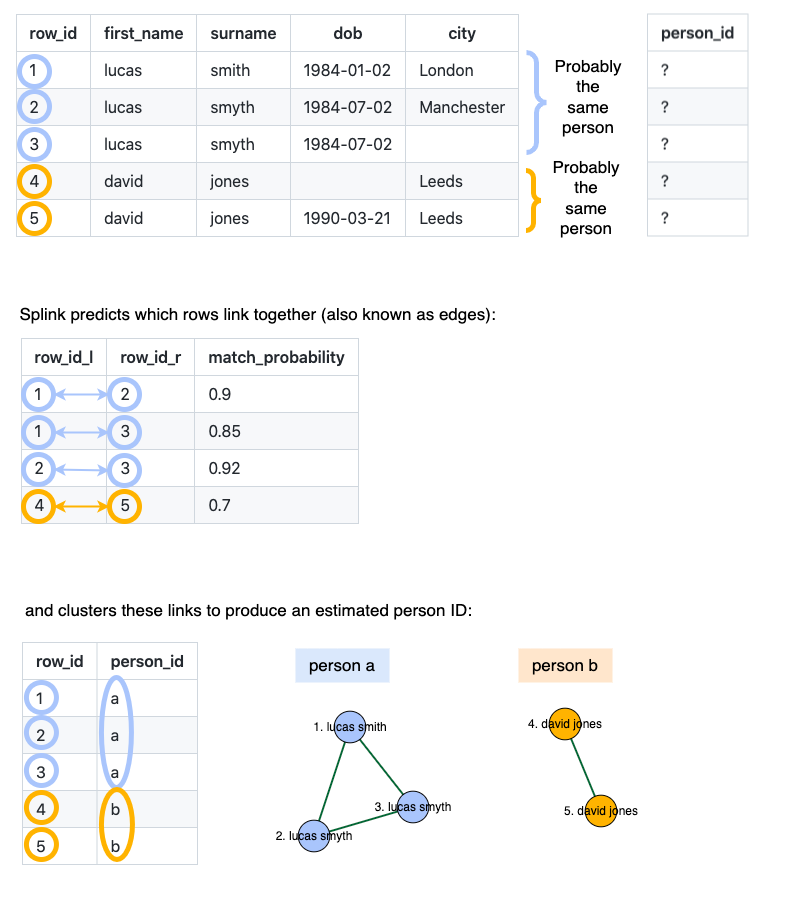 row_id first_name surname dob city person_id
1 lucas smith 1984-01-02 London ?
2 lucas smyth 1984-07-02 Manchester ?
3 lucas smyth 1984-07-02 ?
4 david jones Leeds ?
5 david jones 1990-03-21 Leeds ?
Probably
the
same
person
Probably
the
same
person
Splink predicts which rows link together (also known as edges):
row_id_l row_id_r match_probability
1 2 0.9
1 3 0.85
2 3 0.92
4 5 0.7
and clusters these links to produce an estimated person ID:
row_id person_id
1 a
2 a
3 a
4 b
5 b
person a
1. lucas smith
3. lucas smyth
2. lucas smyth
person b
4. david jones
5. david jones